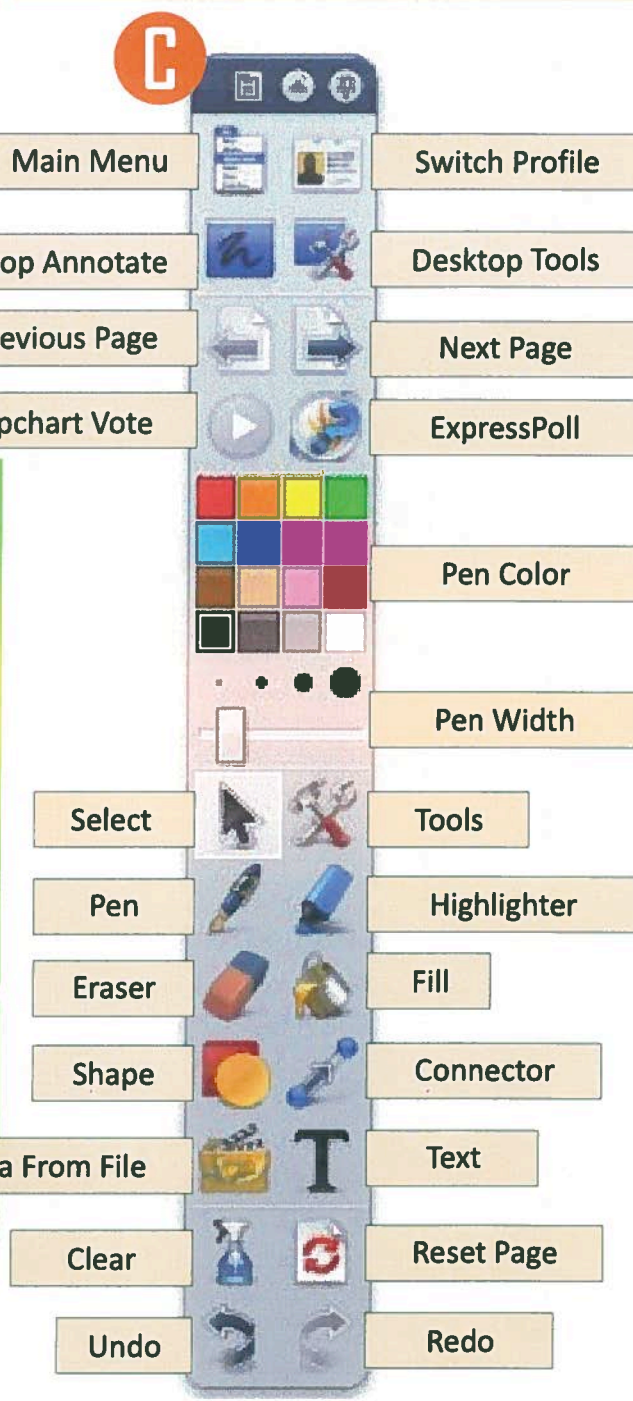 C
Main Menu
Switch Profile
op Annotate
Desktop Tools
evious Page
Next Page
pchart Vote
ExpressPoll
Pen Color
Pen Width
Select
Tools
Pen
Highlighter
Eraser
Fill
Shape
Connector
a From File
T
Text
Clear
Reset Page
Undo
Redo